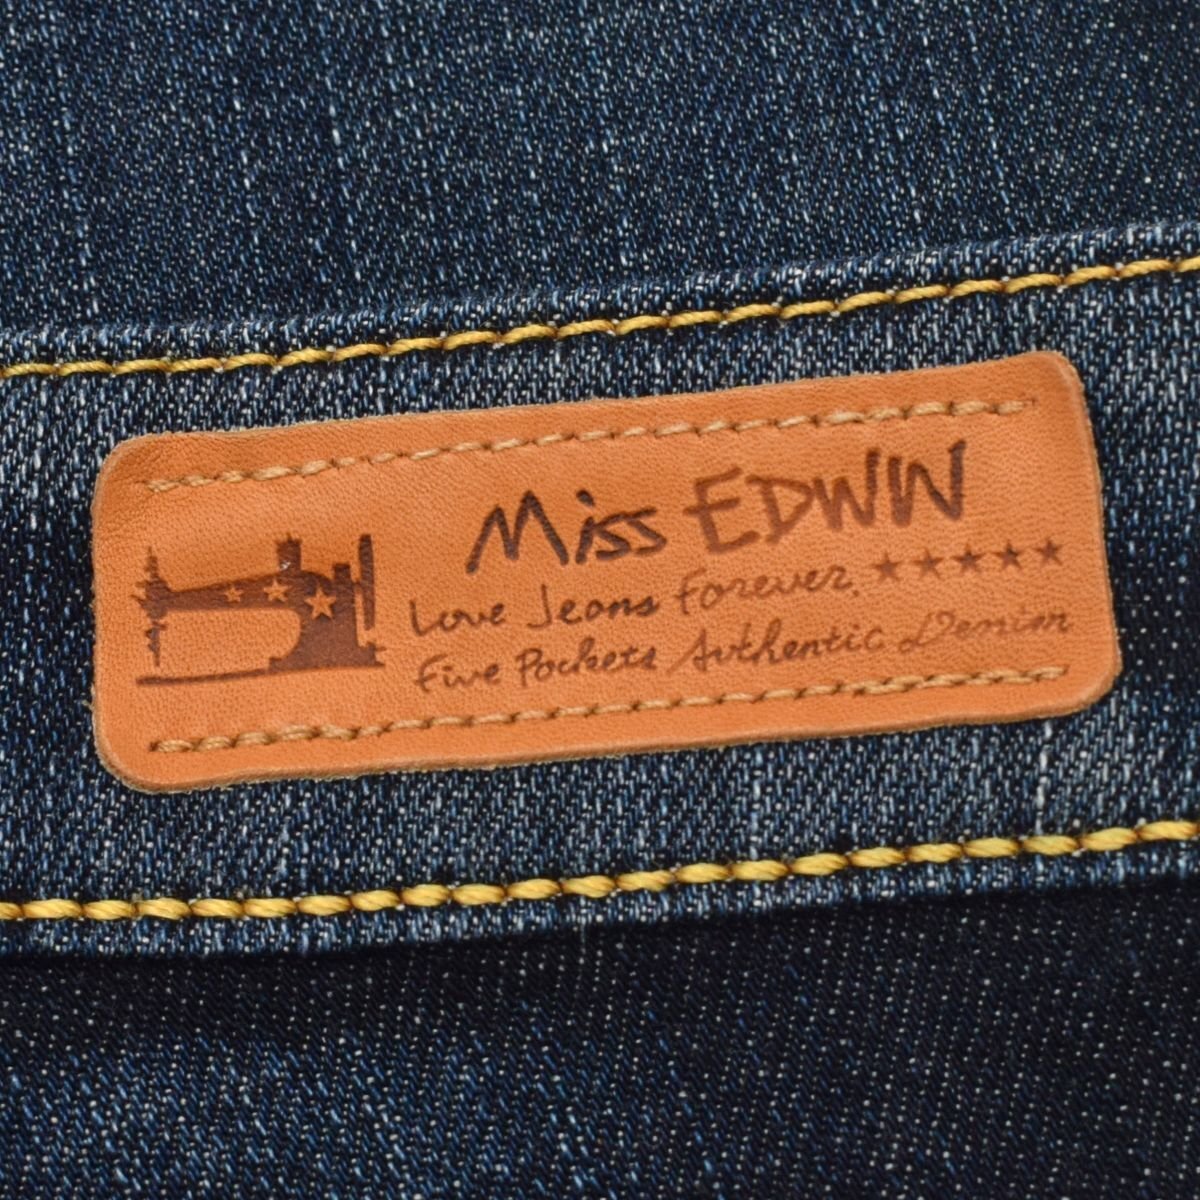 Miss EDWIN
Love Jeans Forever. ★★★★★
Five Pockets Authentic Denim